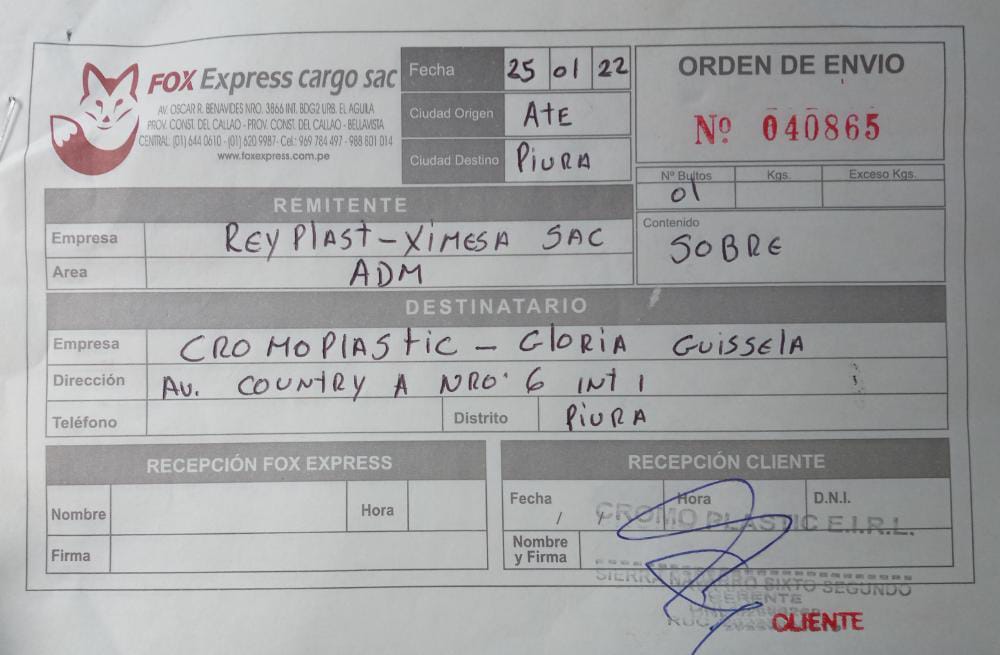 FOX Express cargo sac
AV. OSCAR R. BENAVIDES NRO. 3866 INT. BDG2 URB. EL AGUILA
PROV. CONST. DEL CALLAO - PROV. CONST. DEL CALLAO - BELLAVISTA
CENTRAL: (01) 644 0610 - (01) 620 9987 - Cel.: 969 784 497 - 988 801 014
www.foxexpress.com.pe
Fecha 25 01 22
Ciudad Origen Ate
Ciudad Destino Piura
ORDEN DE ENVIO
Nº 040865
Nº Bultos Kgs. Exceso Kgs.
01
Contenido
SOBRE
REMITENTE
Empresa REY PlAST - XIMESA SAC
Area ADM
DESTINATARIO
Empresa CROMOPlAStic - GloriA GuisselA
Dirección Av. COUNtRY A NRO. 6 INt 1
Teléfono Distrito PiURA
RECEPCIÓN FOX EXPRESS
Nombre Hora
Firma
RECEPCIÓN CLIENTE
Fecha / / Hora D.N.I.
Nombre y Firma
CROMO PLASTIC E.I.R.L.
SIERRA SIXTO SEGUNDO
GERENTE
RUC
CLIENTE